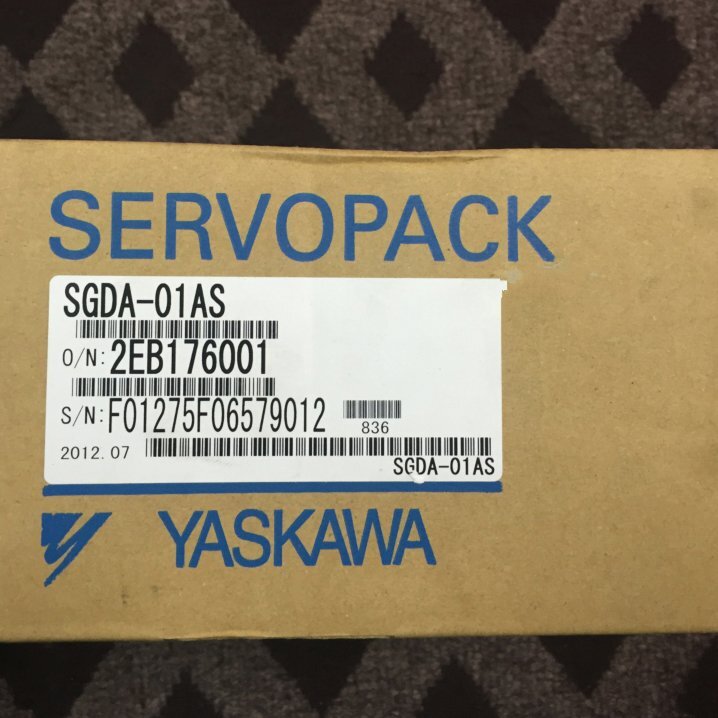 SERVOPACK
SGDA-01AS
O/N: 2EB176001
S/N: F01275F06579012
836
2012.07
SGDA-01AS
YASKAWA